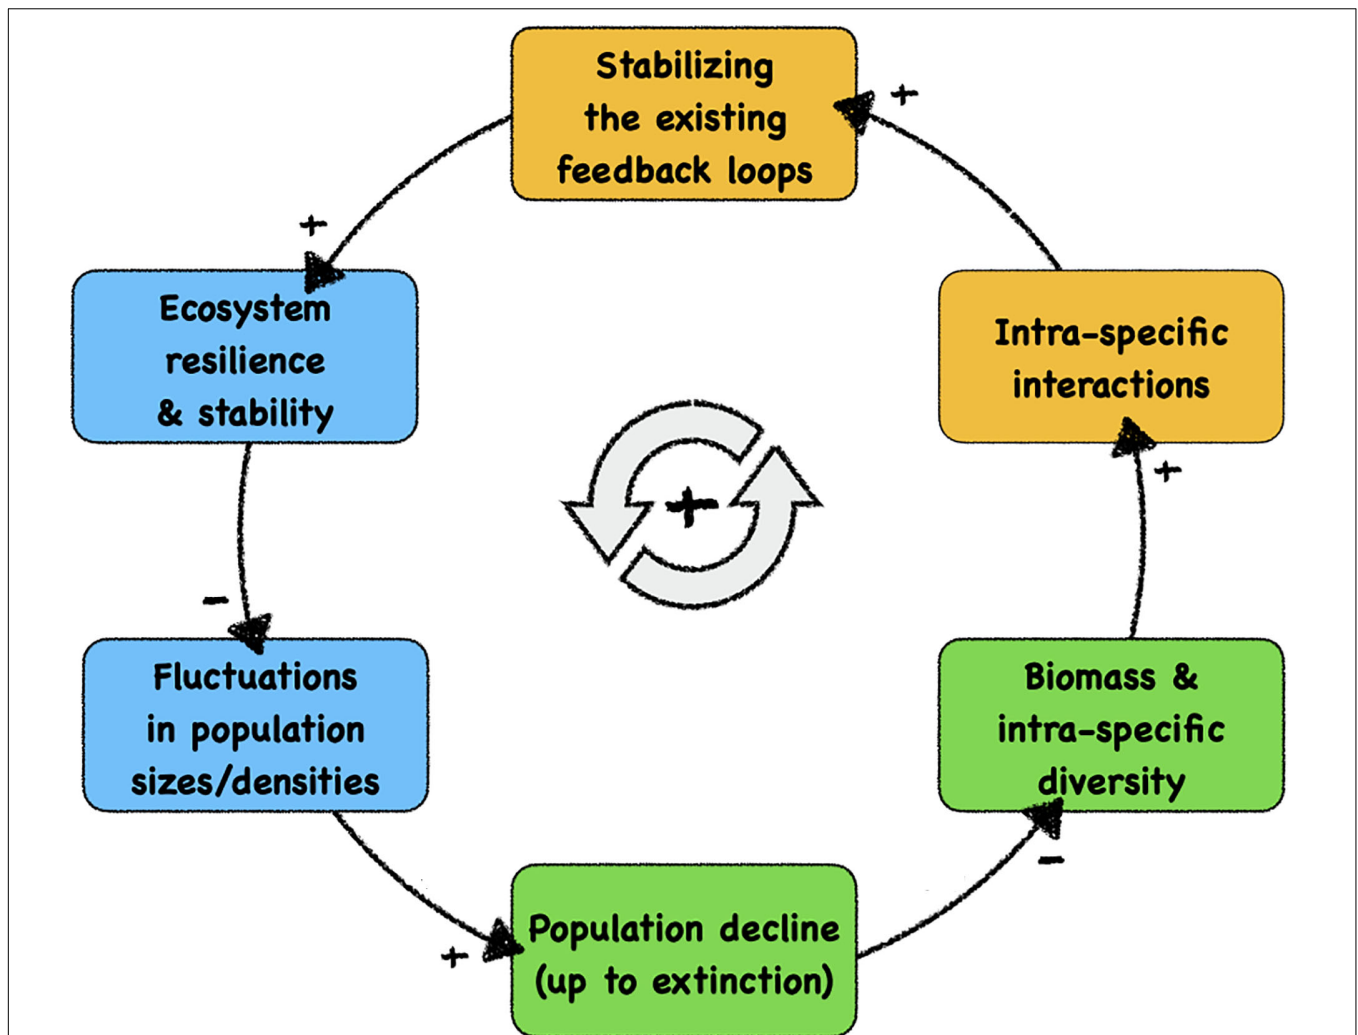 Stabilizing
the existing
feedback loops
+
+
Ecosystem
resilience
& stability
Intra-specific
interactions
+
+
−
Fluctuations
in population
sizes/densities
Biomass &
intra-specific
diversity
−
+
Population decline
(up to extinction)